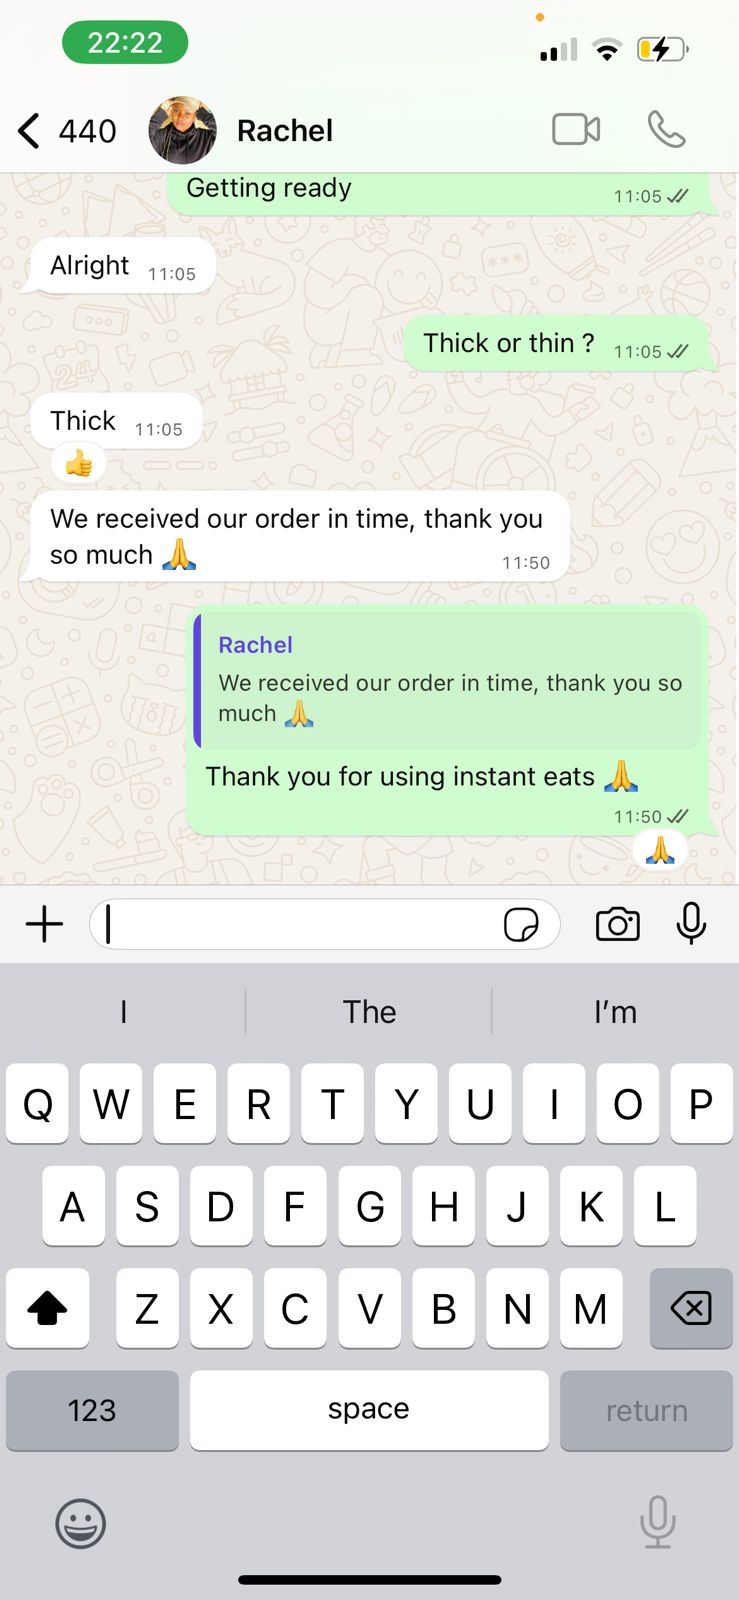 22:22
440 Rachel
Getting ready 11:05
Alright 11:05
Thick or thin ? 11:05
Thick 11:05
👍
We received our order in time, thank you
so much 🙏 11:50
Rachel
We received our order in time, thank you so
much 🙏
Thank you for using instant eats 🙏
11:50
🙏
I The I’m
Q W E R T Y U I O P
A S D F G H J K L
Z X C V B N M
123 space return